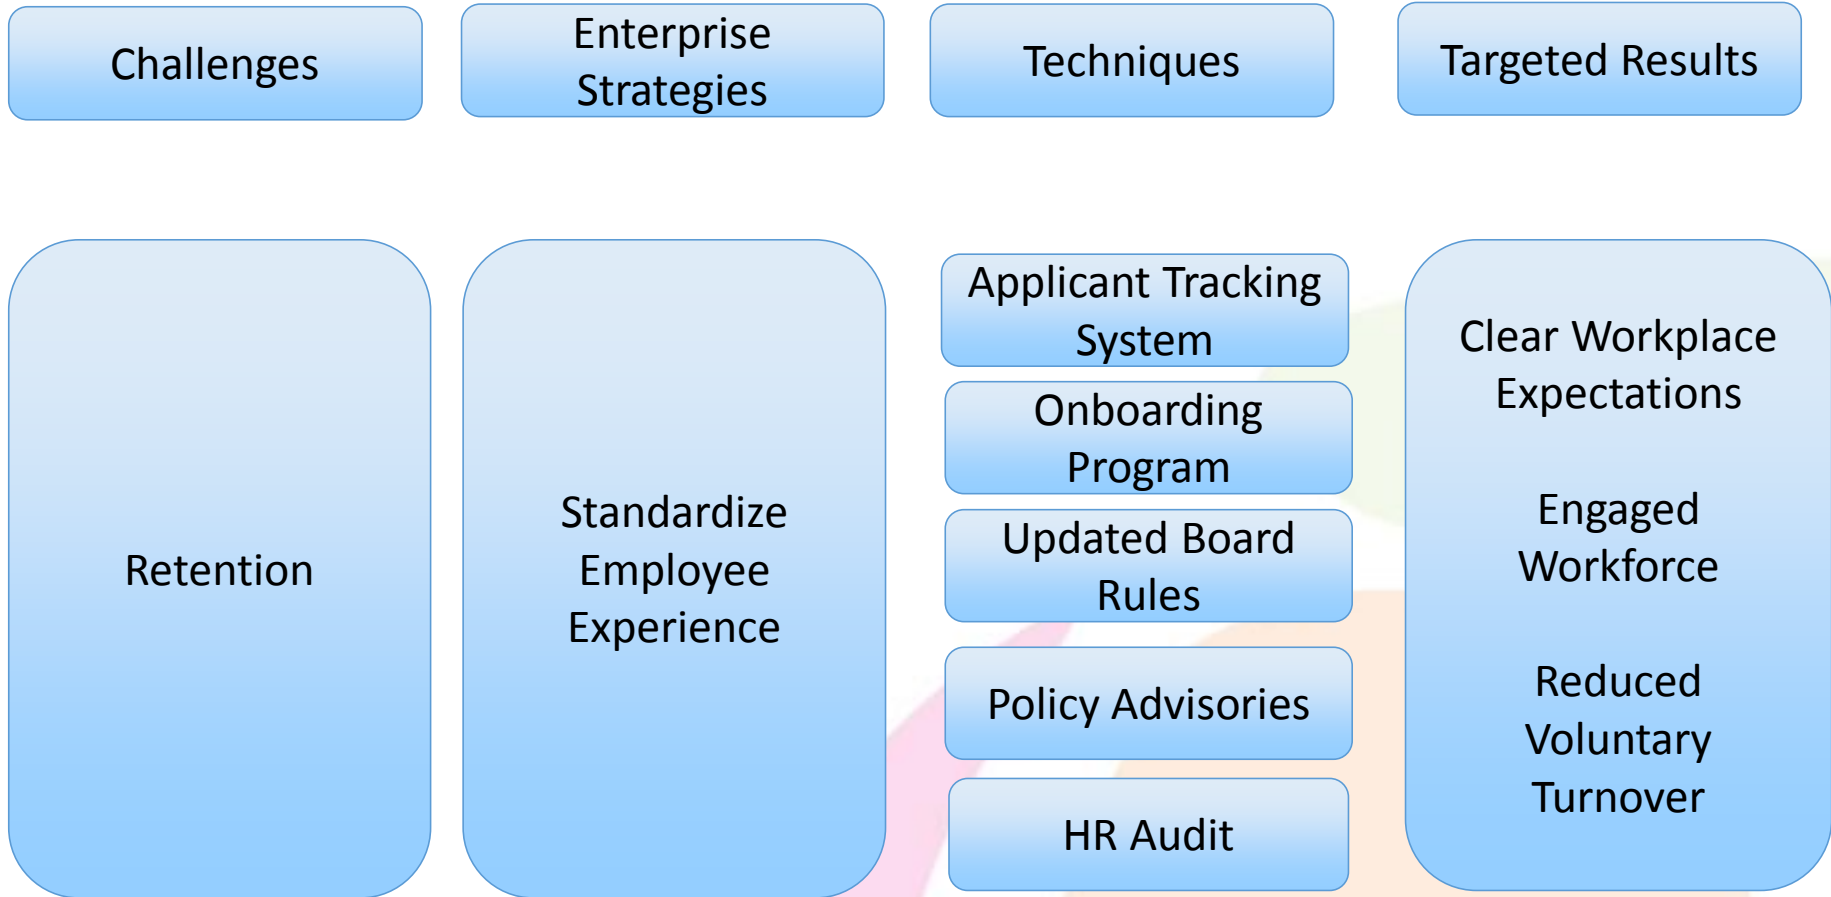 Challenges
Enterprise
Strategies
Techniques
Targeted Results
Retention
Standardize
Employee
Experience
Applicant Tracking
System
Onboarding
Program
Updated Board
Rules
Policy Advisories
HR Audit
Clear Workplace
Expectations
Engaged
Workforce
Reduced
Voluntary
Turnover